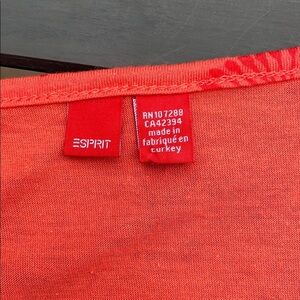 ESPRIT
RN107288
CA42394
made in
fabriqué en
turkey